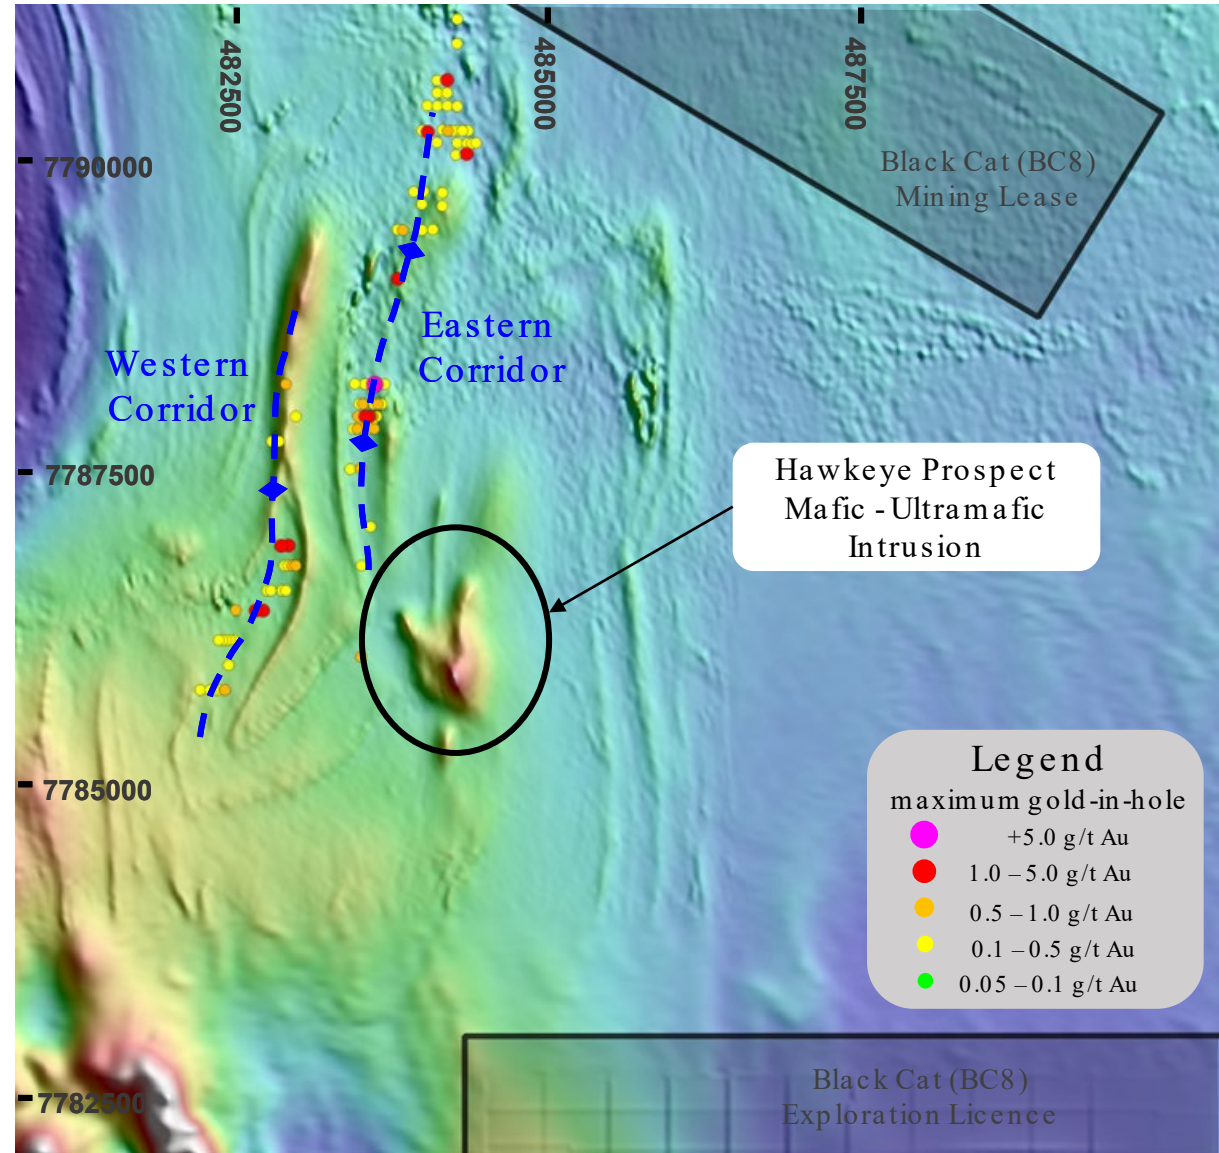 482500
485000
487500
7790000
Black Cat (BC8)
Mining Lease
Eastern
Corridor
Western
Corridor
7787500
Hawkeye Prospect
Mafic - Ultramafic
Intrusion
7785000
Legend
maximum gold-in-hole
+5.0 g/t Au
1.0 – 5.0 g/t Au
0.5 – 1.0 g/t Au
0.1 – 0.5 g/t Au
0.05 – 0.1 g/t Au
7782500
Black Cat (BC8)
Exploration Licence